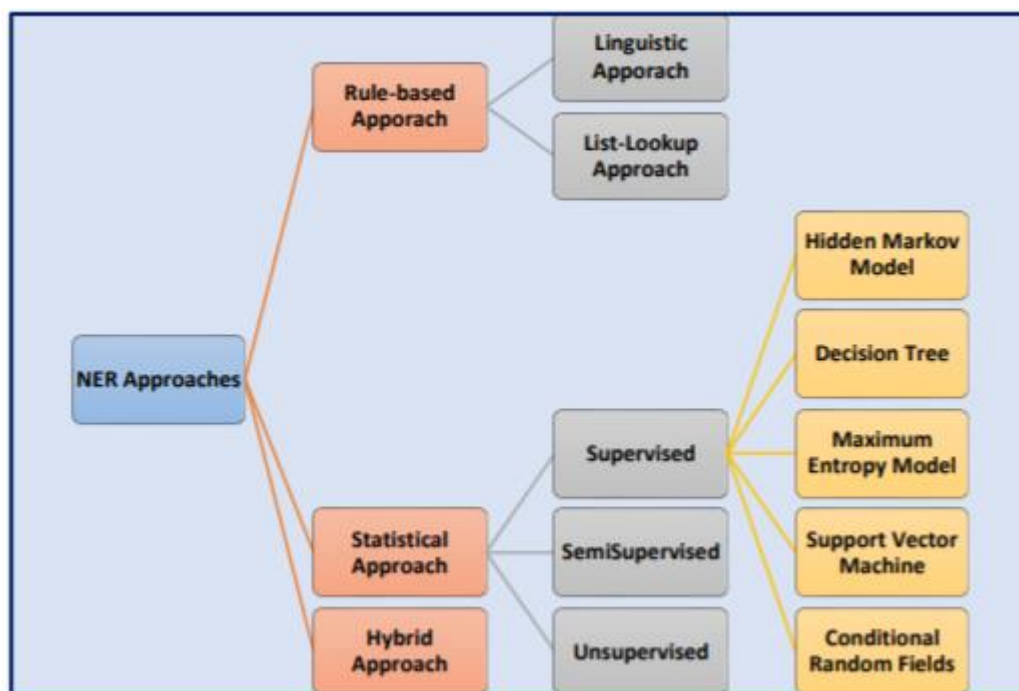 Linguistic
Apporach
Rule-based
Apporach
List-Lookup
Approach
Hidden Markov
Model
Decision Tree
NER Approaches
Maximum
Entropy Model
Supervised
Statistical
Approach
SemiSupervised
Support Vector
Machine
Hybrid
Approach
Unsupervised
Conditional
Random Fields